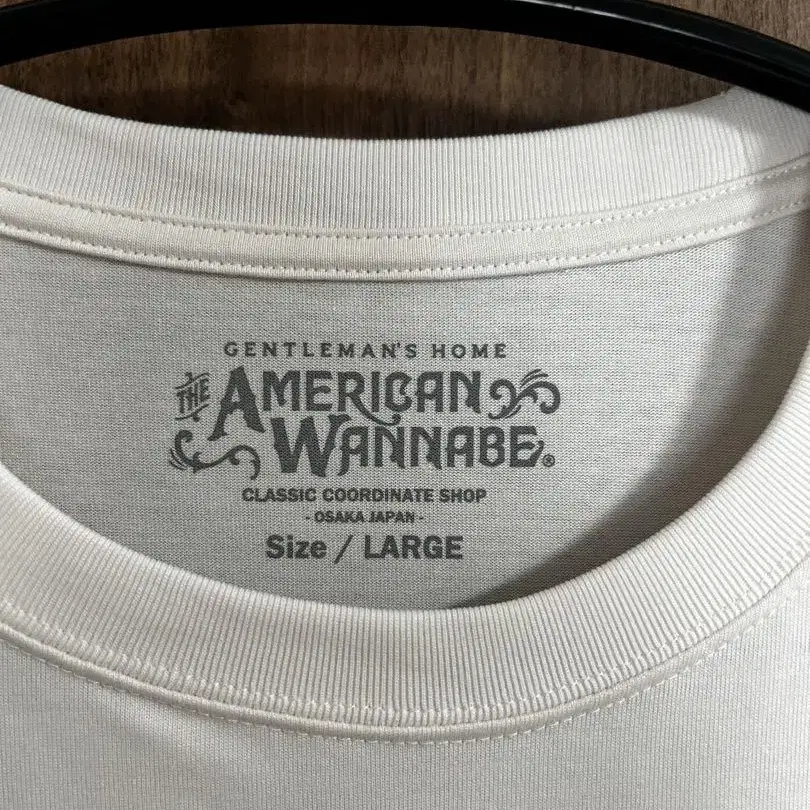 GENTLEMAN'S HOME
THE AMERICAN
WANNABE®
CLASSIC COORDINATE SHOP
- OSAKA JAPAN -
Size / LARGE